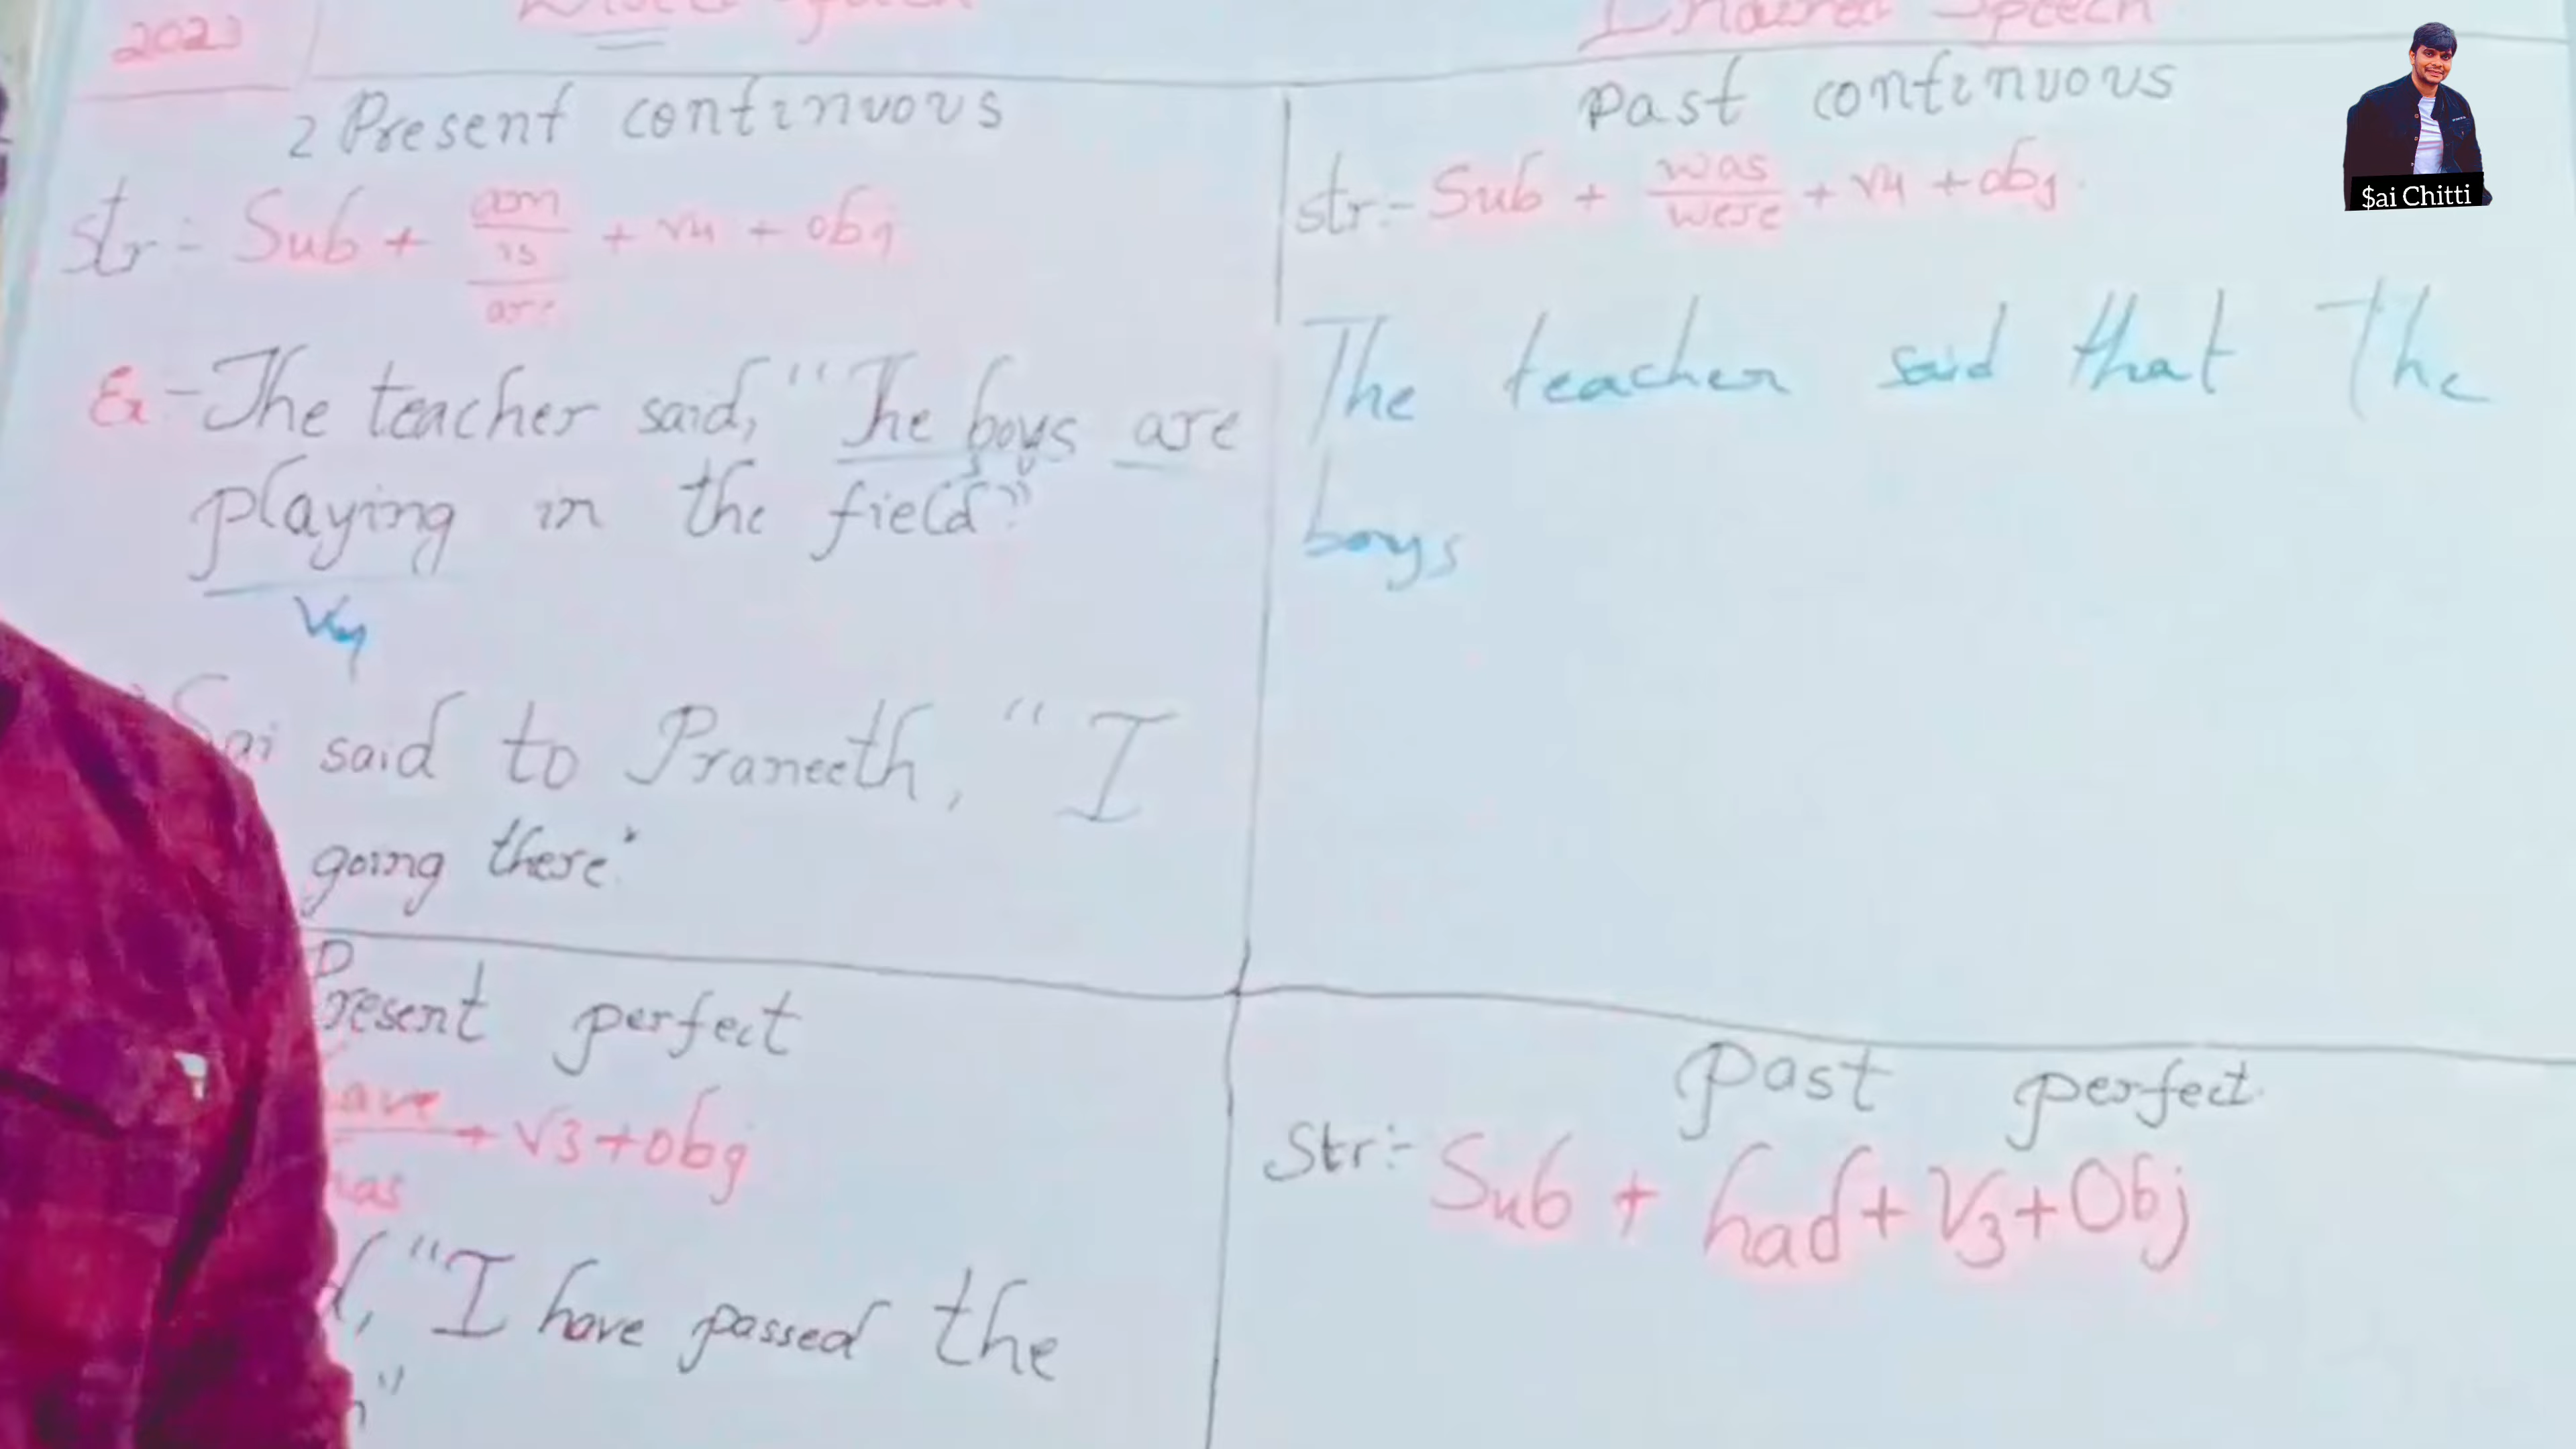 2023
Indirect Speech
2 Present continuous
str:- Sub + am is are + v4 + obj
Ex-The teacher said, "The boys are
playing in the field"
V4
Sai said to Praneeth, "I
going there"
past continuous
str:- Sub + was were + v4 + obj.
The teacher said that The
boys
Present perfect
ave has + v3+obj
d, "I have passed the
past perfect
Str:- Sub + had + V3 + Obj
$ai Chitti